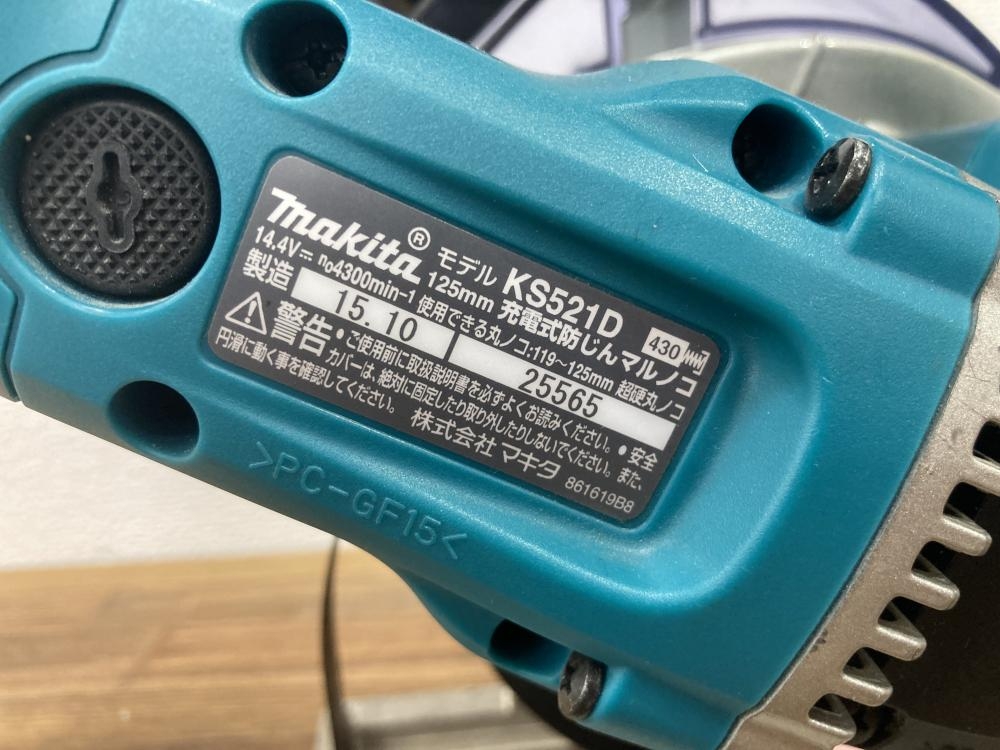 makita® モデル KS521D 430
14.4V⎓ n₀4300min-1 125mm 充電式防じんマルノコ
製造 15.10 使用できる丸ノコ:119～125mm 超硬丸ノコ
25565
警告・ご使用前に取扱説明書を必ずよくお読みください。・安全
カバーは、絶対に固定したり取り外したりしないでください。また、
円滑に動く事を確認してください。
株式会社 マキタ 861619B8
>PC-GF15<